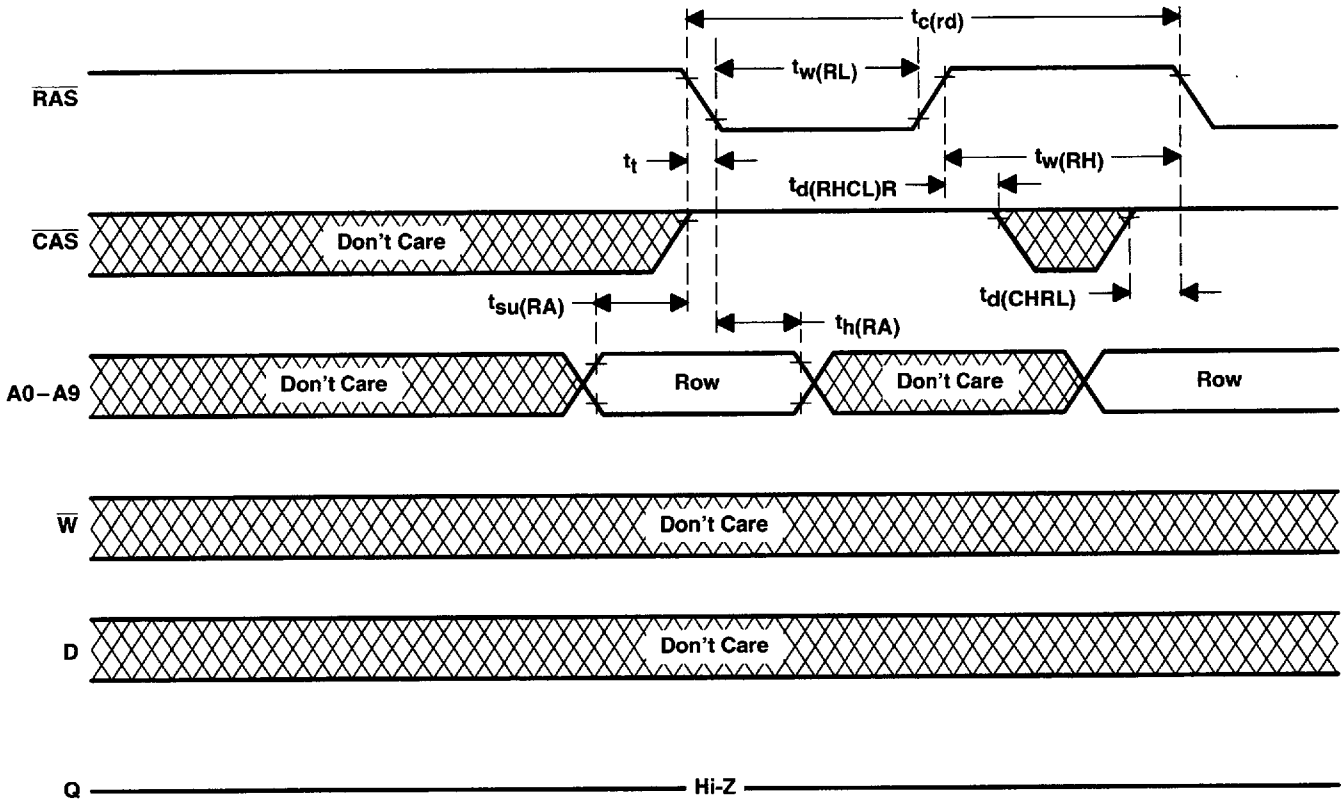 tc(rd)
tw(RL)
RAS
tt
tw(RH)
td(RHCL)R
CAS
Don't Care
tsu(RA)
td(CHRL)
th(RA)
A0–A9
Don't Care
Row
Don't Care
Row
W
Don't Care
D
Don't Care
Q
Hi-Z